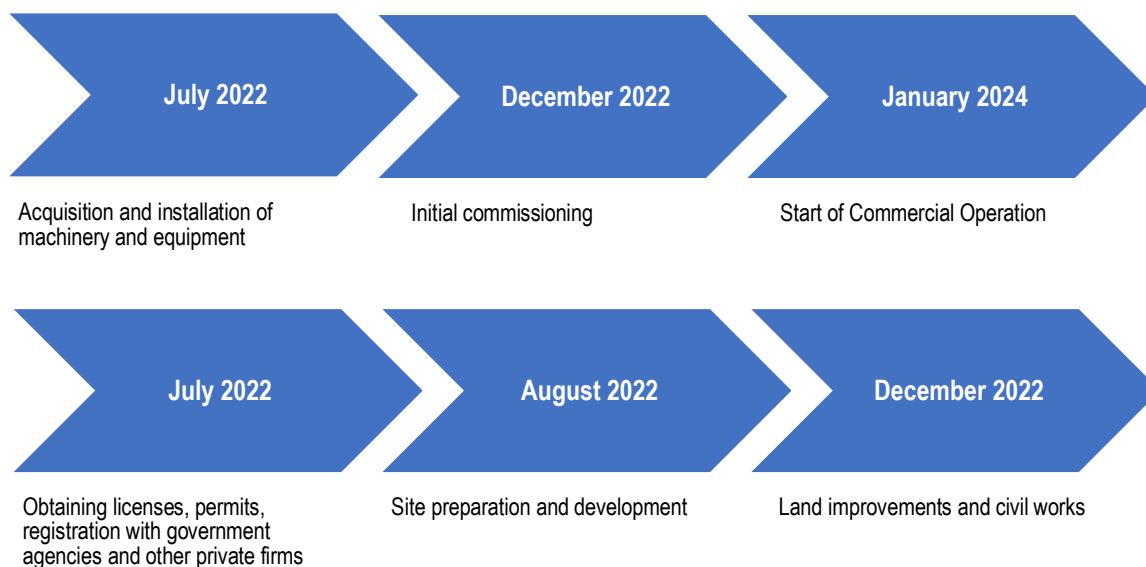 July 2022
December 2022
January 2024
Acquisition and installation of
machinery and equipment
Initial commissioning
Start of Commercial Operation
July 2022
August 2022
December 2022
Obtaining licenses, permits,
registration with government
agencies and other private firms
Site preparation and development
Land improvements and civil works